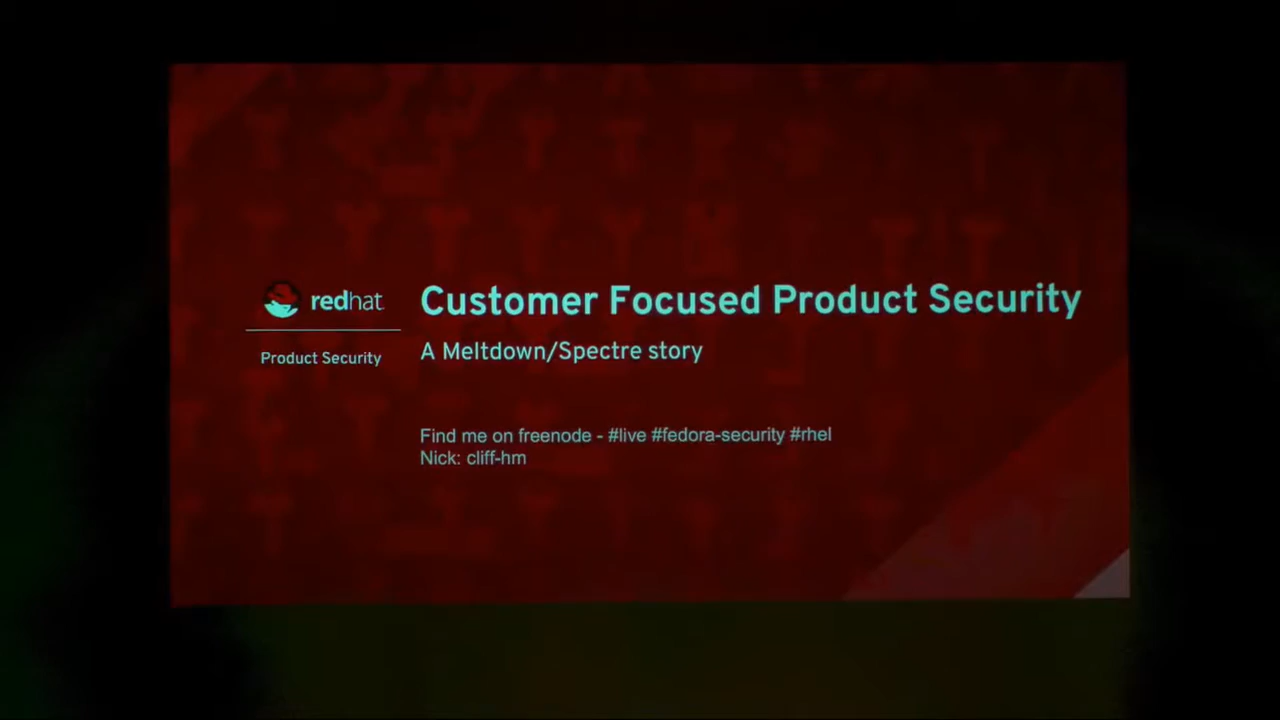 redhat.
Product Security
Customer Focused Product Security
A Meltdown/Spectre story
Find me on freenode - #live #fedora-security #rhel
Nick: cliff-hm